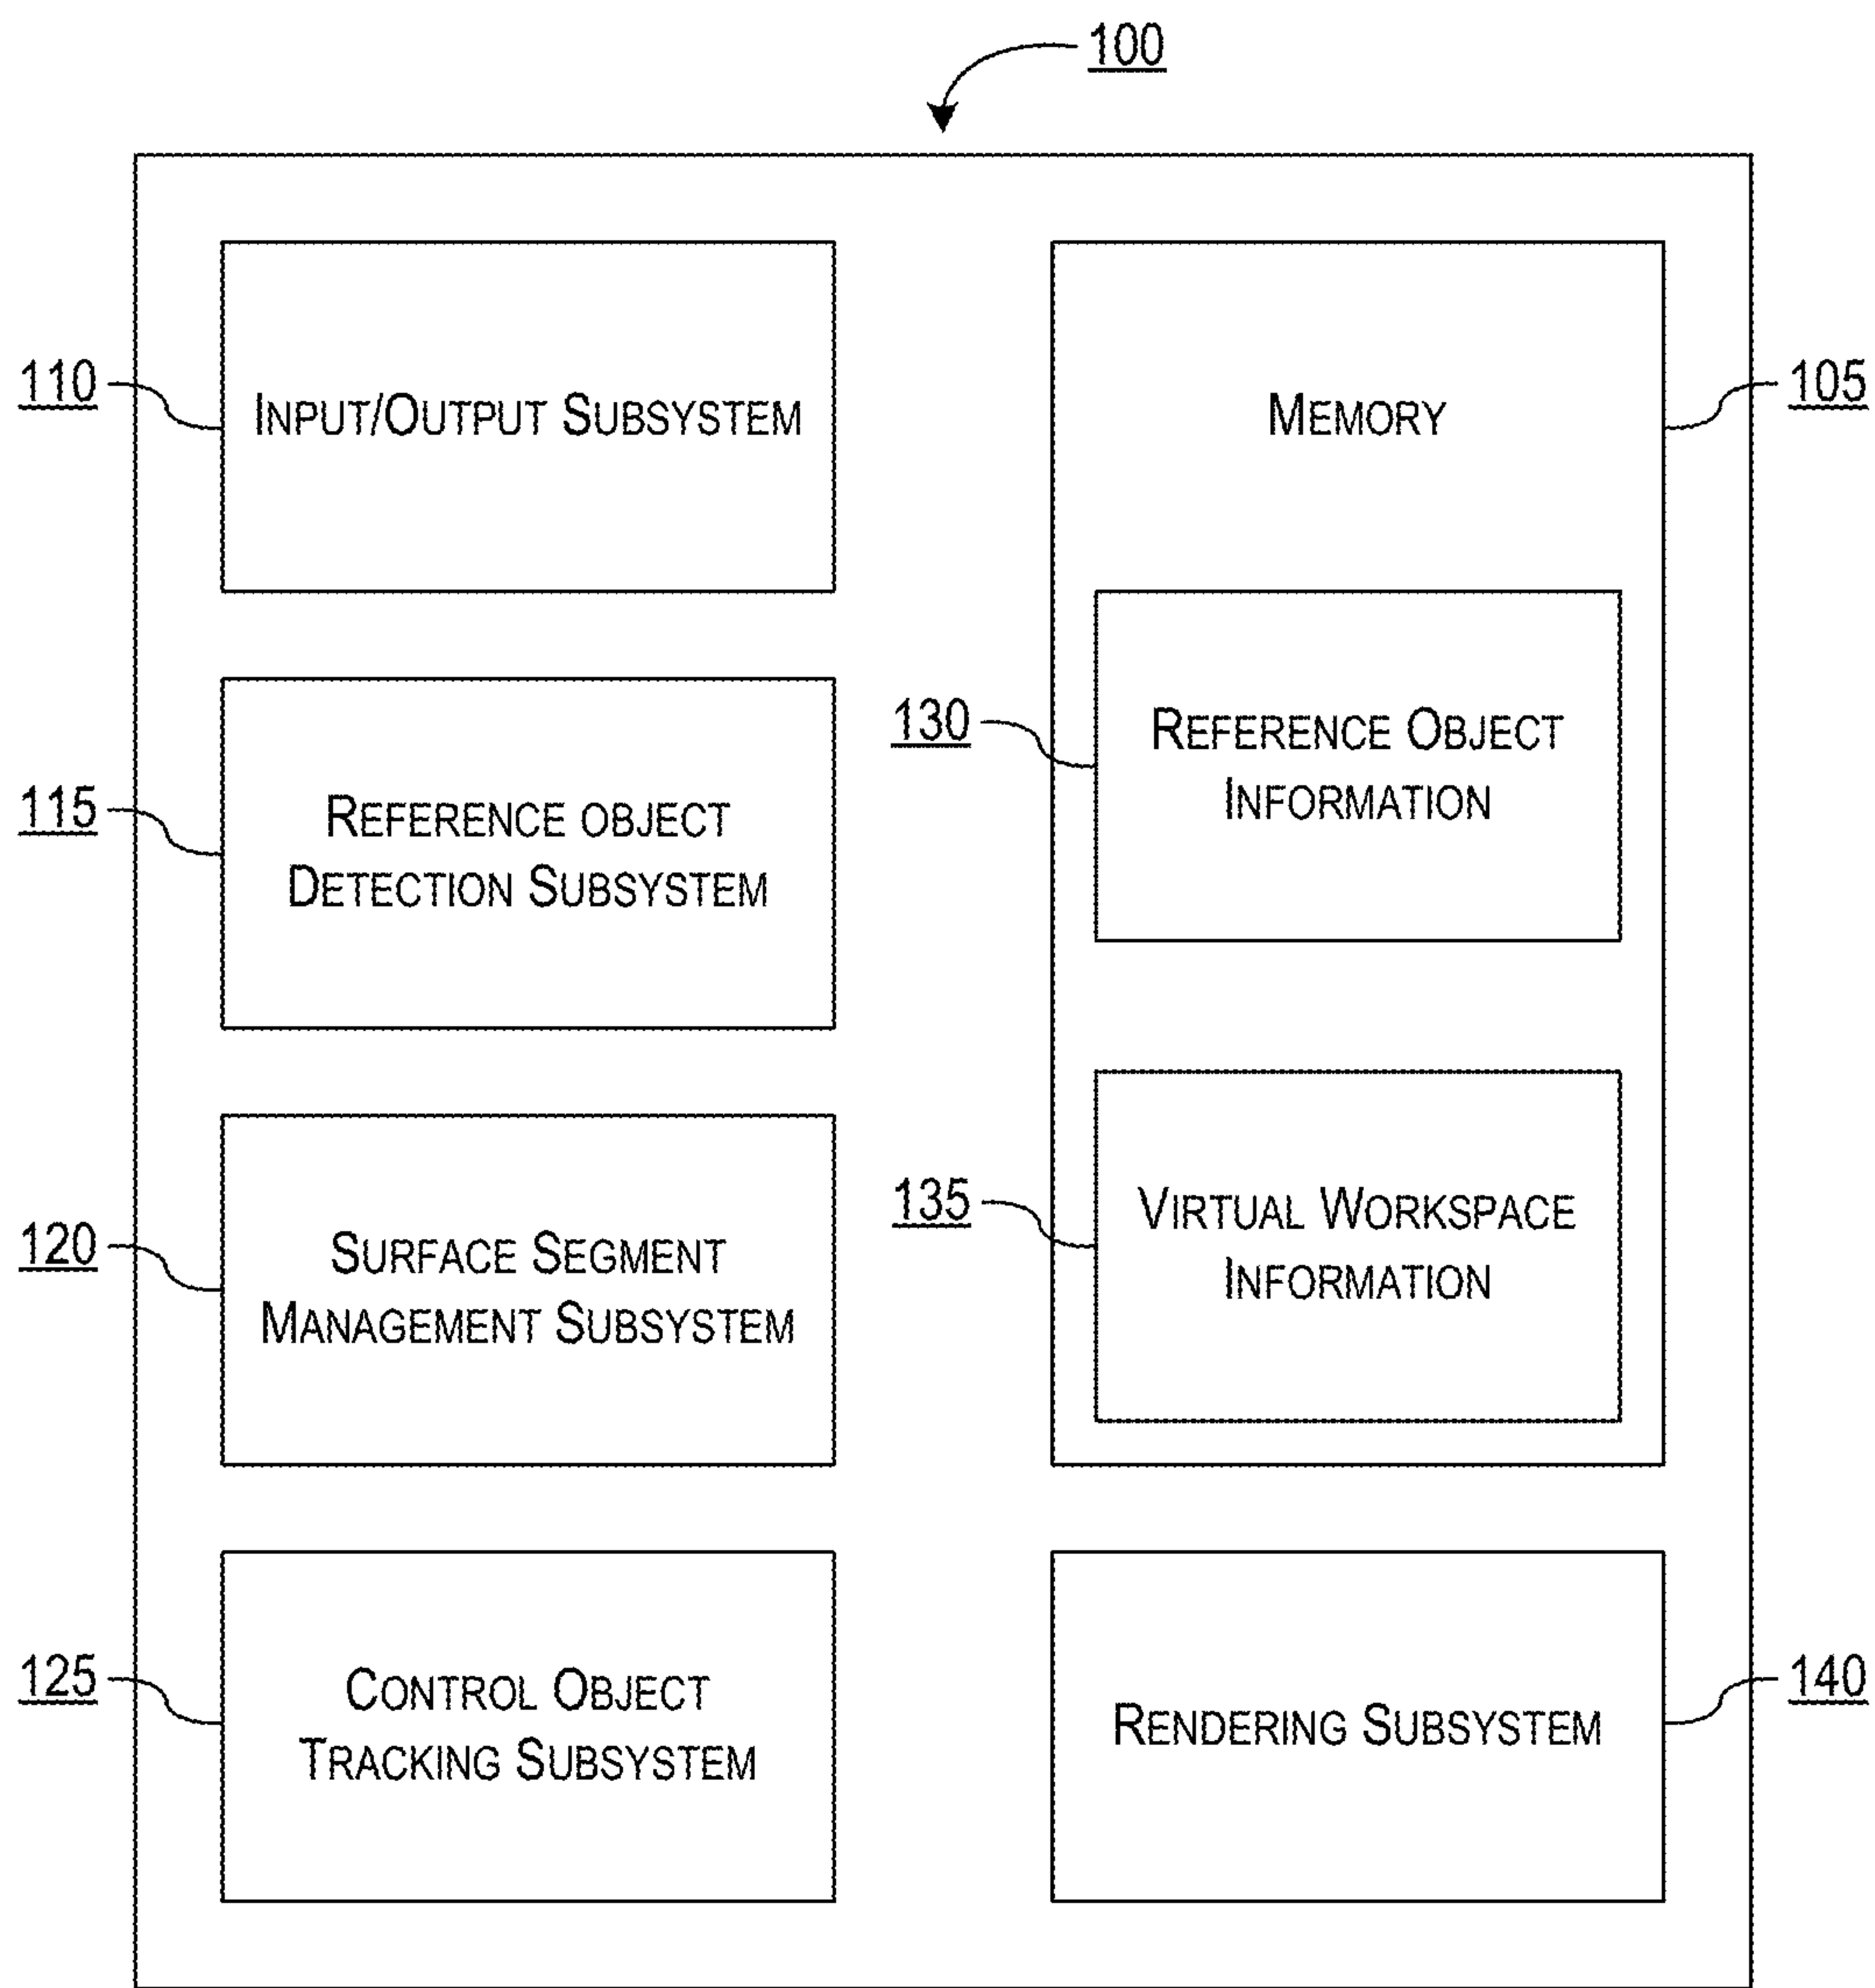 100
110
INPUT/OUTPUT SUBSYSTEM
MEMORY
105
130
REFERENCE OBJECT
INFORMATION
115
REFERENCE OBJECT
DETECTION SUBSYSTEM
135
VIRTUAL WORKSPACE
INFORMATION
120
SURFACE SEGMENT
MANAGEMENT SUBSYSTEM
125
CONTROL OBJECT
TRACKING SUBSYSTEM
RENDERING SUBSYSTEM
140